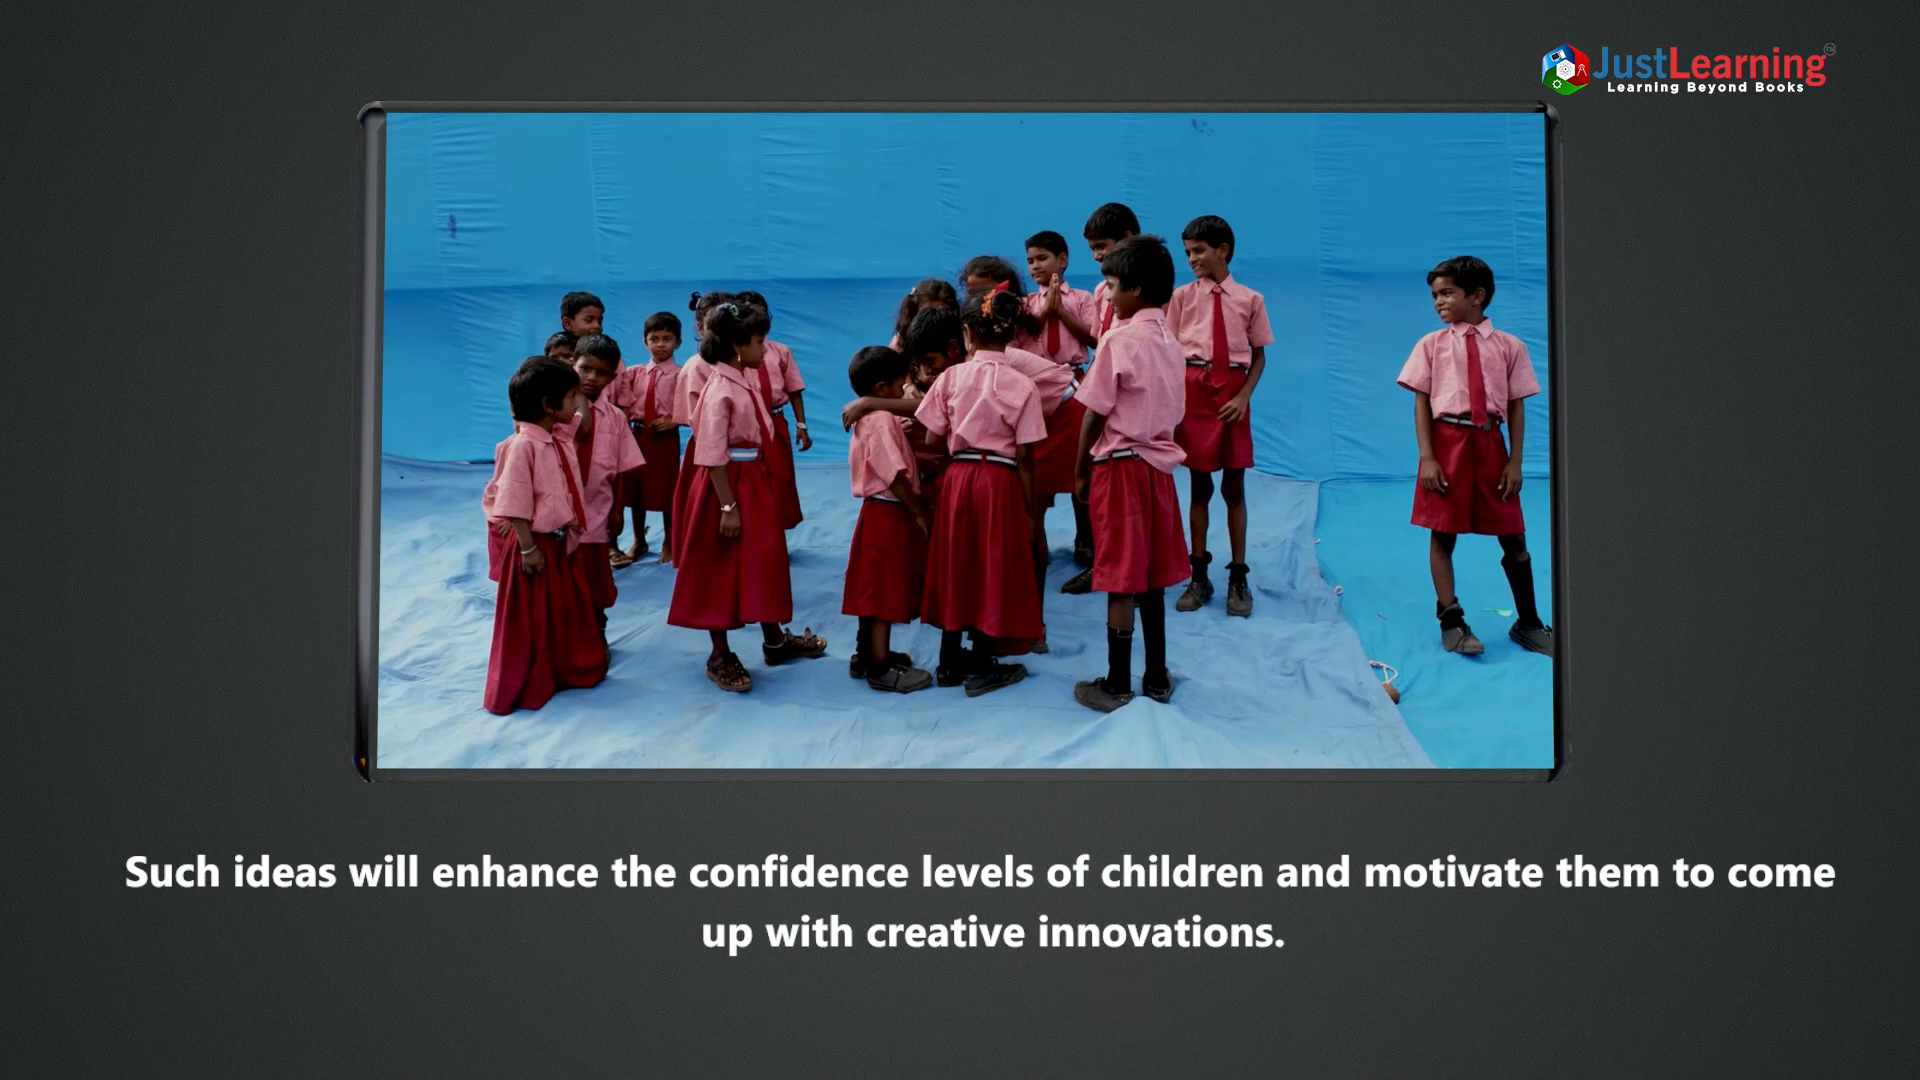 JustLearning™
Learning Beyond Books
Such ideas will enhance the confidence levels of children and motivate them to come
up with creative innovations.